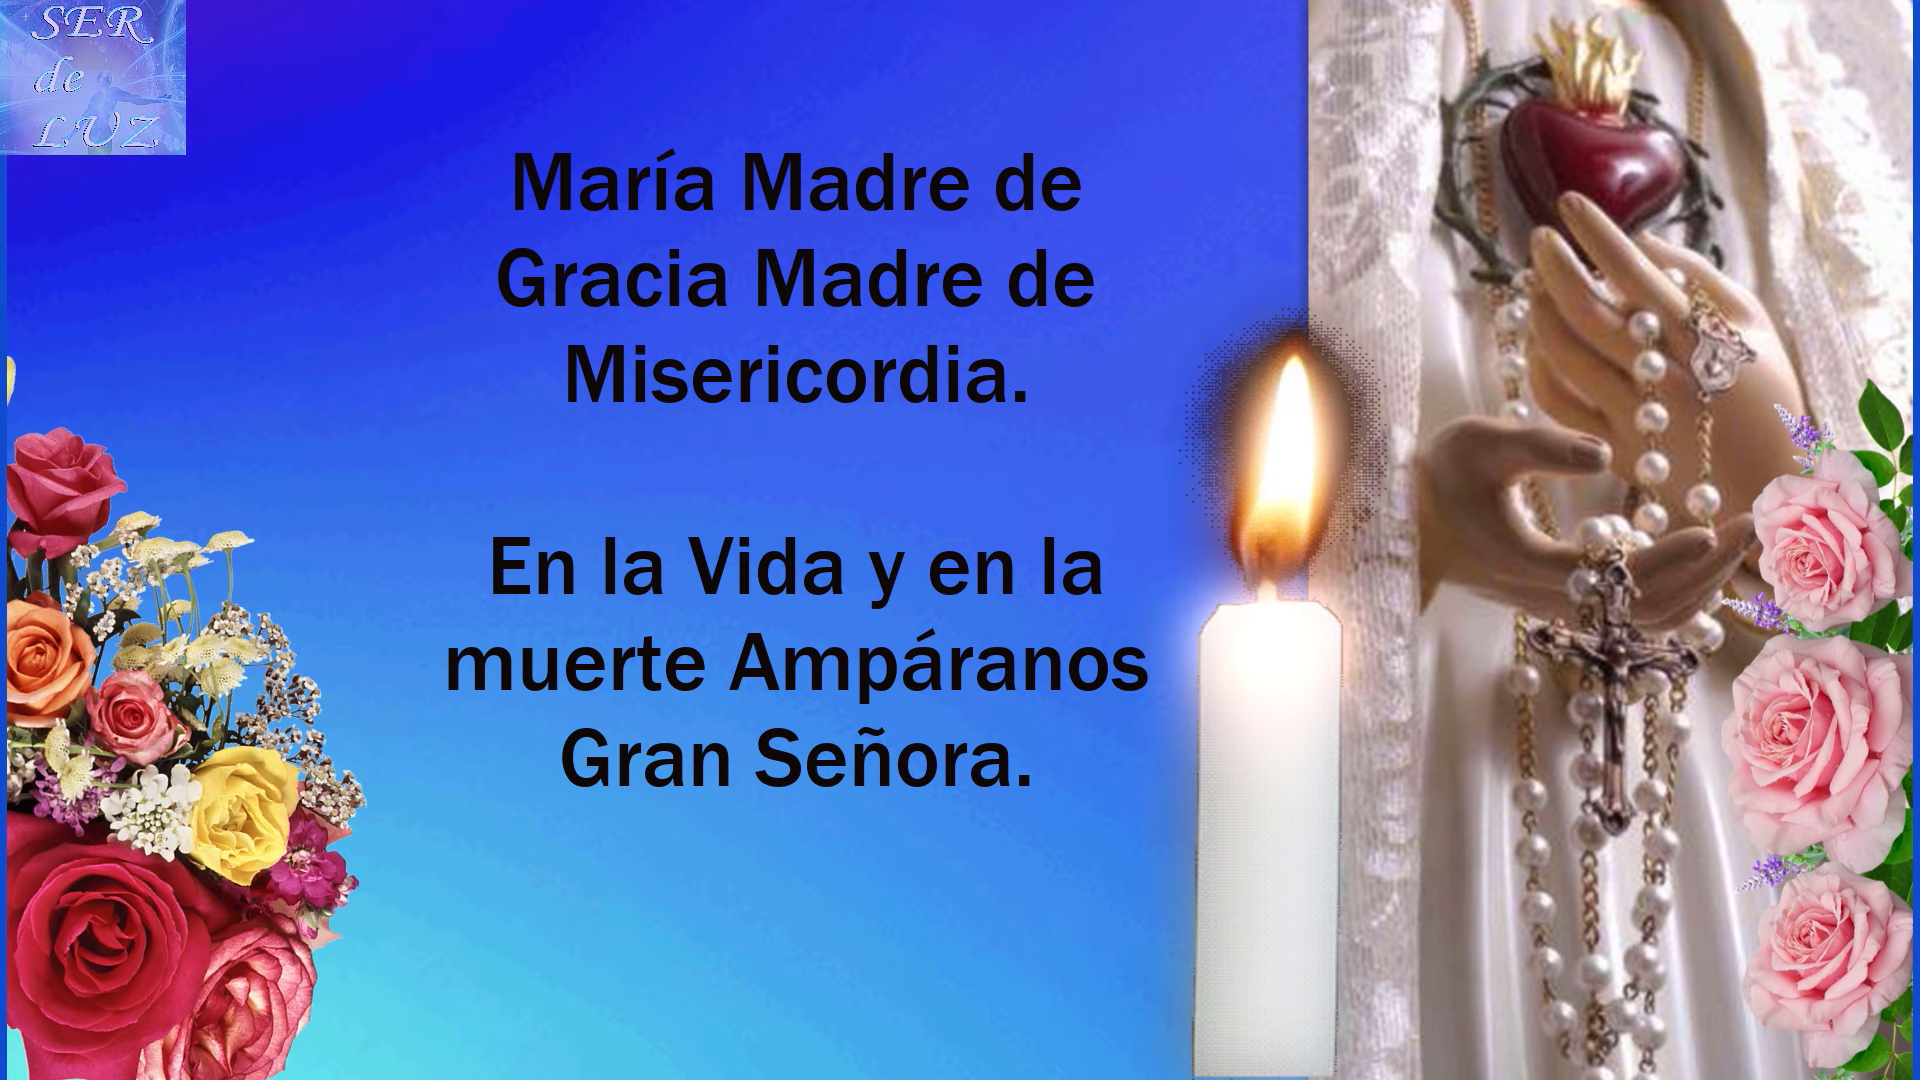 SER
de
LUZ
María Madre de
Gracia Madre de
Misericordia.
En la Vida y en la
muerte Ampáranos
Gran Señora.